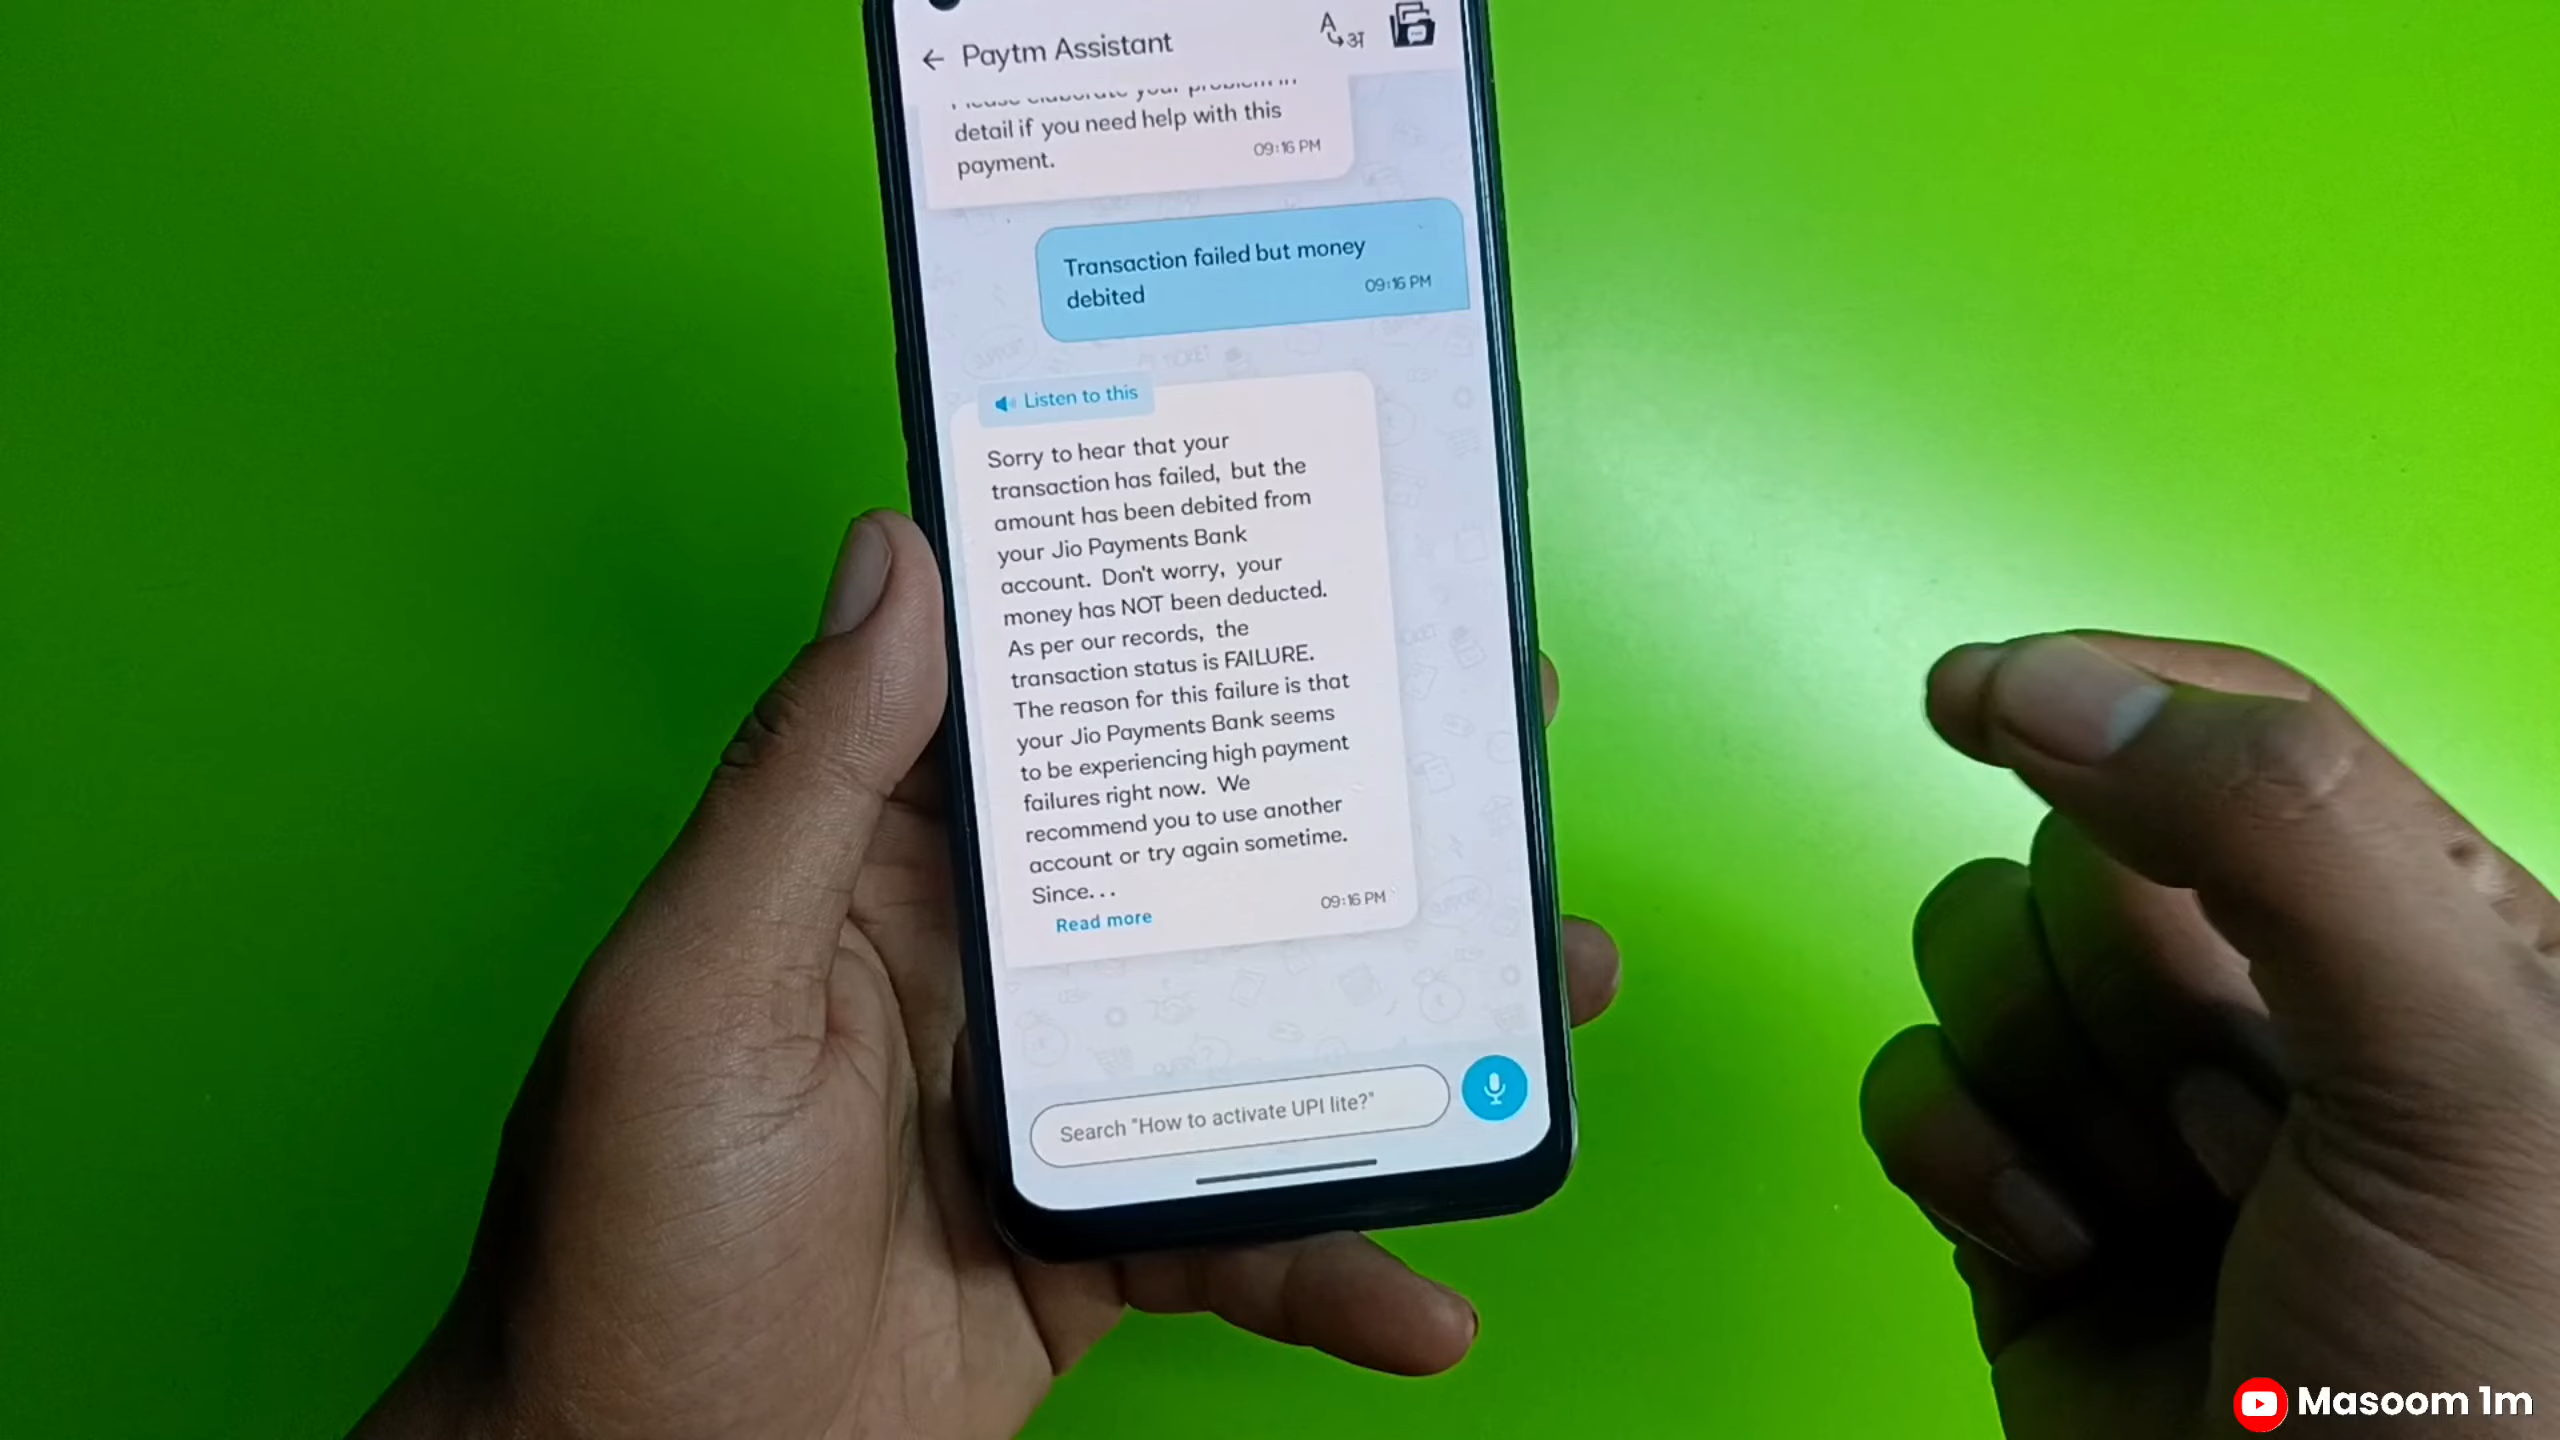 Paytm Assistant
A
अ
Please elaborate your problem in
detail if you need help with this
payment.
09:16 PM
Transaction failed but money
debited
09:16 PM
Listen to this
Sorry to hear that your
transaction has failed, but the
amount has been debited from
your Jio Payments Bank
account. Don't worry, your
money has NOT been deducted.
As per our records, the
transaction status is FAILURE.
The reason for this failure is that
your Jio Payments Bank seems
to be experiencing high payment
failures right now. We
recommend you to use another
account or try again sometime.
Since...
Read more
09:16 PM
Search "How to activate UPI lite?"
Masoom 1m